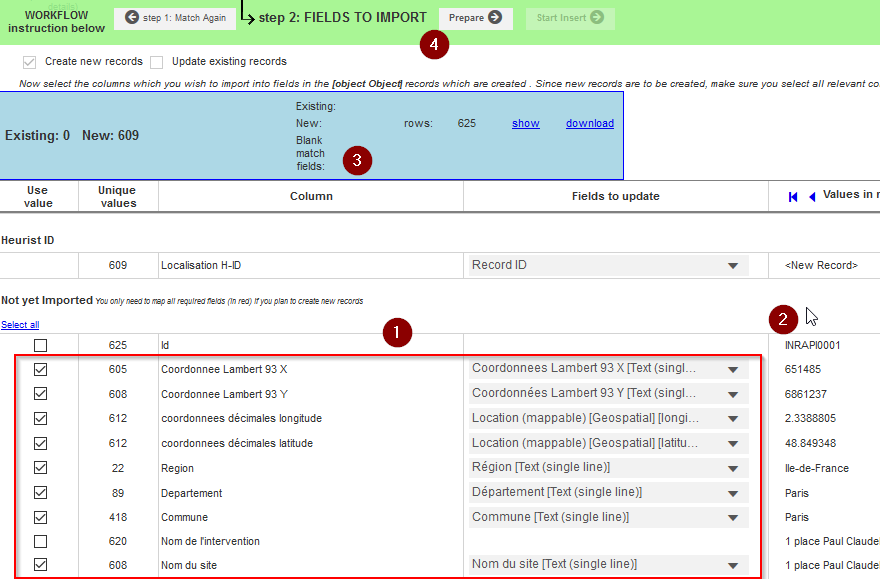 WORKFLOW
instruction below
step 1: Match Again
step 2: FIELDS TO IMPORT
Prepare
Start Insert
4
Create new records
Update existing records
Now select the columns which you wish to import into fields in the [object Object] records which are created . Since new records are to be created, make sure you select all relevant co
Existing: 0 New: 609
Existing:
New:
rows: 625 show download
Blank
match
fields:
3
Use
value
Unique
values
Column
Fields to update
Values in r
Heurist ID
609 Localisation H-ID Record ID <New Record>
Not yet Imported You only need to map all required fields (in red) if you plan to create new records
Select all
1
2
625 Id INRAPI0001
605 Coordonnee Lambert 93 X Coordonnees Lambert 93 X [Text (singl... 651485
608 Coordonnee Lambert 93 Y Coordonnées Lambert 93 Y [Text (singl... 6861237
612 coordonnees décimales longitude Location (mappable) [Geospatial] [longi... 2.3388805
612 coordonnees décimales latitude Location (mappable) [Geospatial] [latitu... 48.849348
22 Region Région [Text (single line)] Ile-de-France
89 Departement Département [Text (single line)] Paris
418 Commune Commune [Text (single line)] Paris
620 Nom de l'intervention 1 place Paul Claude
608 Nom du site Nom du site [Text (single line)] 1 place Paul Claude